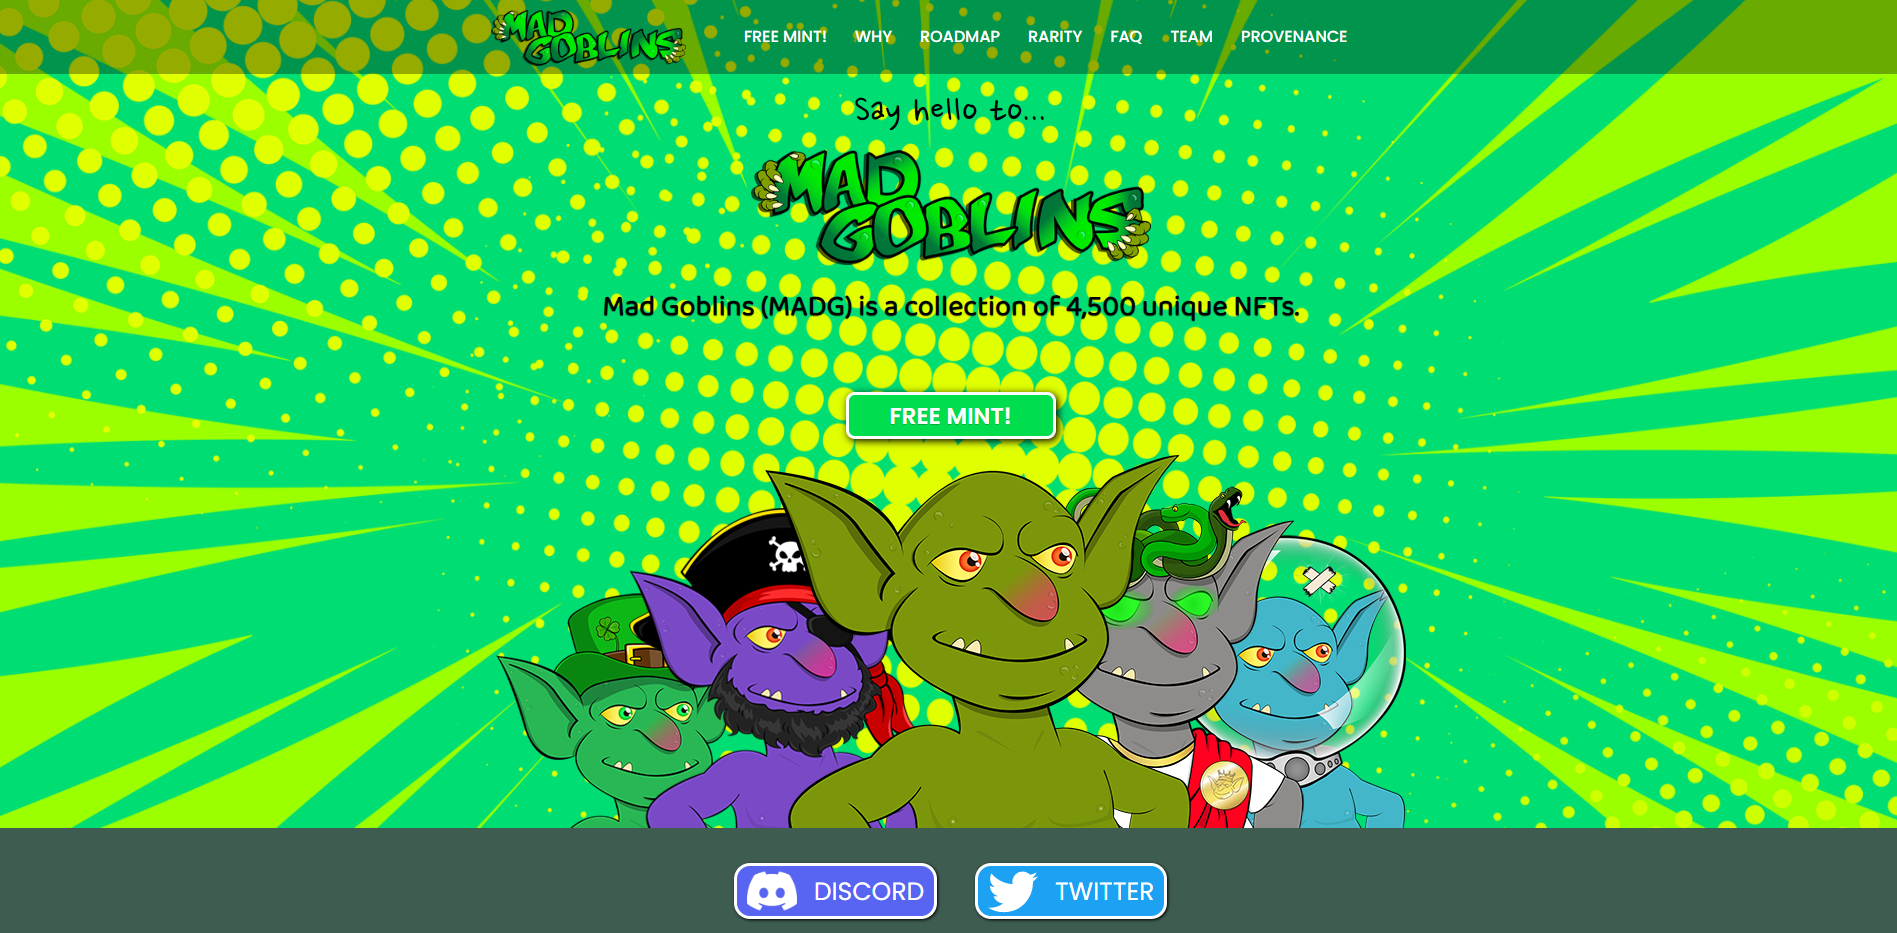 MAD
GOBLINS
FREE MINT! WHY ROADMAP RARITY FAQ TEAM PROVENANCE
Say hello to...
MAD
GOBLINS
Mad Goblins (MADG) is a collection of 4,500 unique NFTs.
FREE MINT!
DISCORD TWITTER